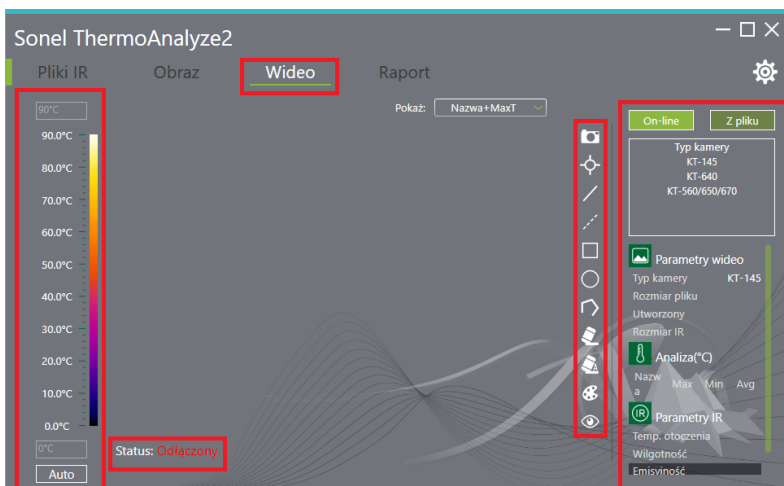 Sonel ThermoAnalyze2
Pliki IR Obraz Wideo Raport
Pokaż: Nazwa+MaxT
90°C
90.0°C
80.0°C
70.0°C
60.0°C
50.0°C
40.0°C
30.0°C
20.0°C
10.0°C
0.0°C
0°C
Auto
Status: Odłączony
On-line Z pliku
Typ kamery
KT-145
KT-640
KT-560/650/670
Parametry wideo
Typ kamery KT-145
Rozmiar pliku
Utworzony
Rozmiar IR
Analiza(°C)
Nazw
a Max Min Avg
IR Parametry IR
Temp. otoczenia
Wilgotność
Emisyjność